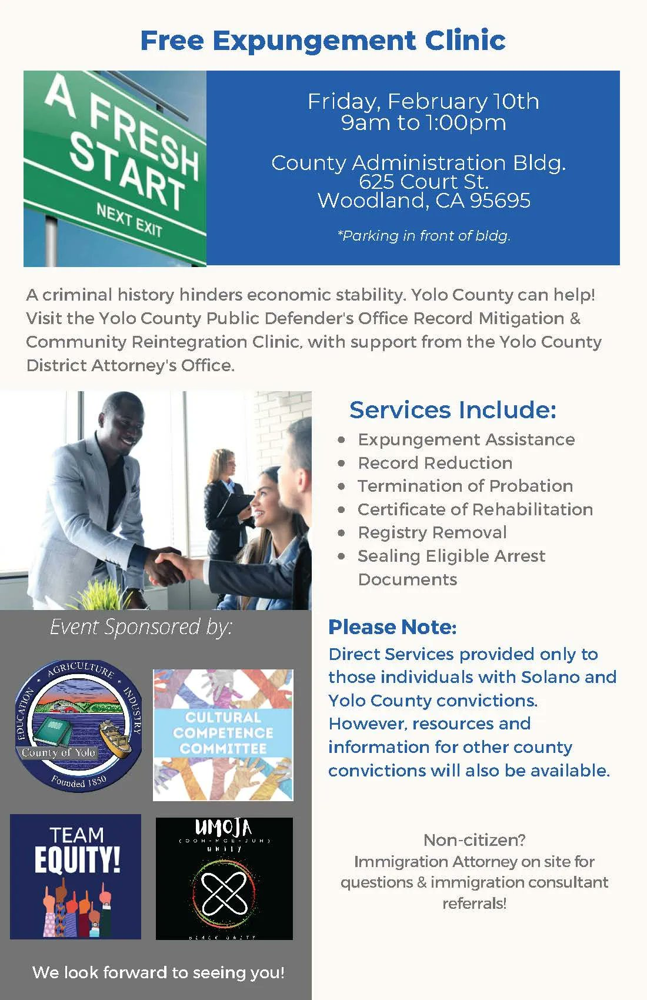 Free Expungement Clinic
A FRESH
START
NEXT EXIT
Friday, February 10th
9am to 1:00pm
County Administration Bldg.
625 Court St.
Woodland, CA 95695
*Parking in front of bldg.
A criminal history hinders economic stability. Yolo County can help!
Visit the Yolo County Public Defender's Office Record Mitigation &
Community Reintegration Clinic, with support from the Yolo County
District Attorney's Office.
Services Include:
• Expungement Assistance
• Record Reduction
• Termination of Probation
• Certificate of Rehabilitation
• Registry Removal
• Sealing Eligible Arrest
Documents
Event Sponsored by:
EDUCATION • AGRICULTURE • INDUSTRY
County of Yolo
Founded 1850
CULTURAL
COMPETENCE
COMMITTEE
TEAM
EQUITY!
UMOJA
(OOH-MOE-JUH)
UNITY
BLACK UNITY
We look forward to seeing you!
Please Note:
Direct Services provided only to
those individuals with Solano and
Yolo County convictions.
However, resources and
information for other county
convictions will also be available.
Non-citizen?
Immigration Attorney on site for
questions & immigration consultant
referrals!